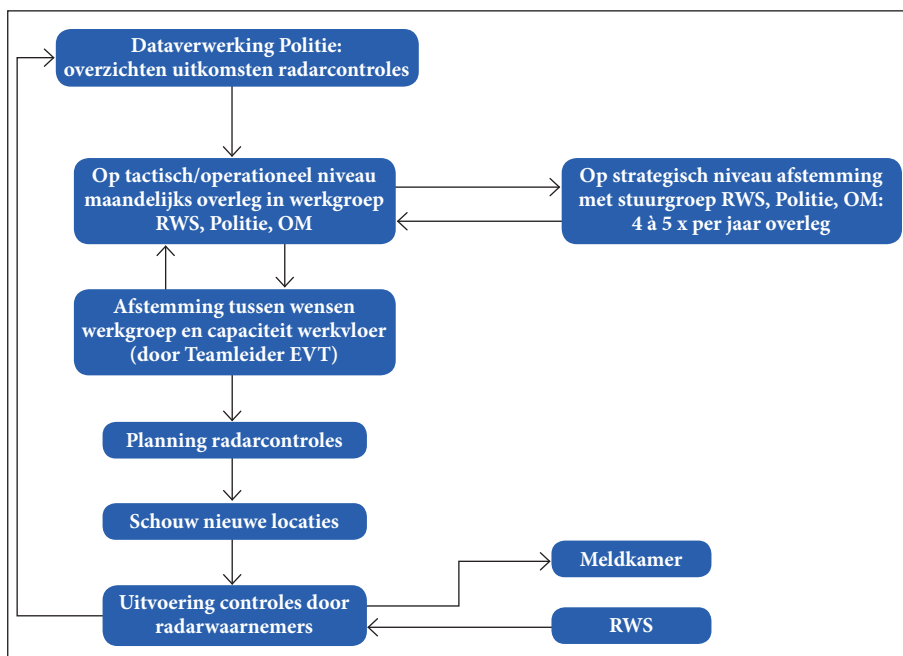 Dataverwerking Politie:
overzichten uitkomsten radarcontroles
Op tactisch/operationeel niveau
maandelijks overleg in werkgroep
RWS, Politie, OM
Op strategisch niveau afstemming
met stuurgroep RWS, Politie, OM:
4 à 5 x per jaar overleg
Afstemming tussen wensen
werkgroep en capaciteit werkvloer
(door Teamleider EVT)
Planning radarcontroles
Schouw nieuwe locaties
Meldkamer
Uitvoering controles door
radarwaarnemers
RWS